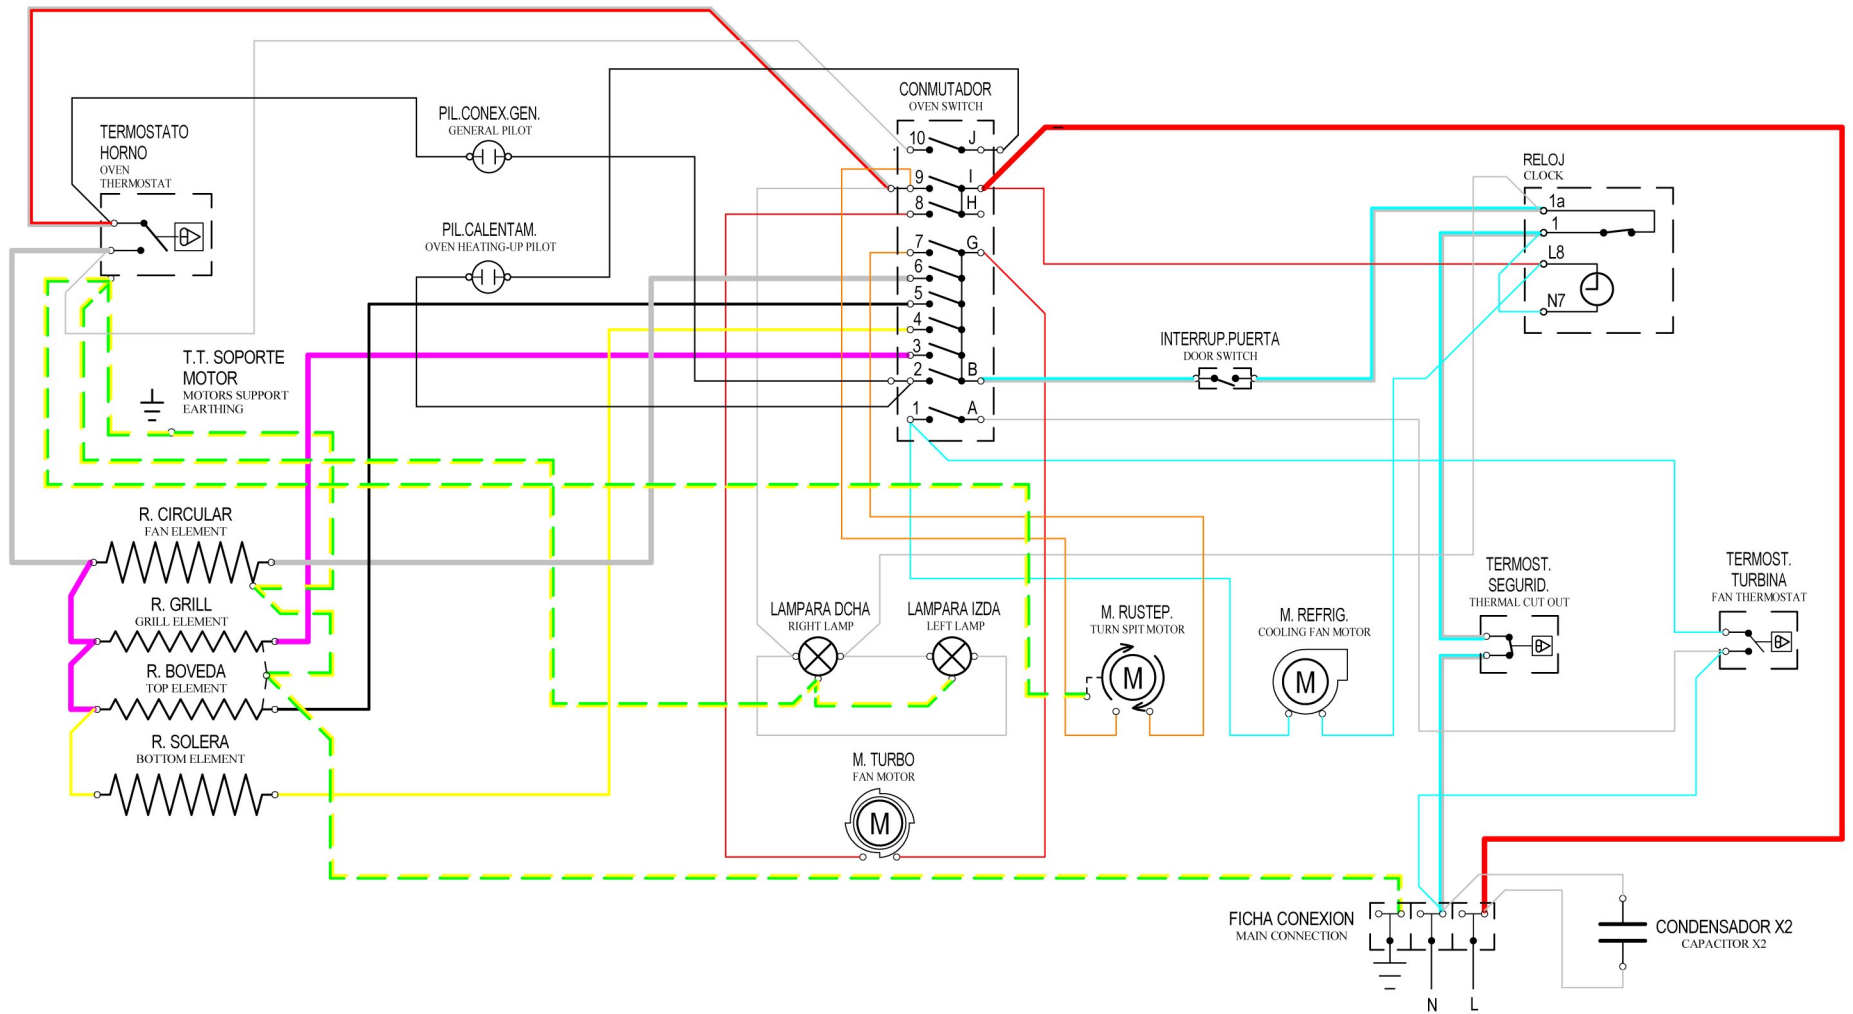 CONMUTADOR
OVEN SWITCH
10
J
9
I
8
H
7
G
6
5
4
3
2
B
1
A
PIL.CONEX.GEN.
GENERAL PILOT
TERMOSTATO
HORNO
OVEN
THERMOSTAT
PIL.CALENTAM.
OVEN HEATING-UP PILOT
RELOJ
CLOCK
1a
1
L8
N7
INTERRUP.PUERTA
DOOR SWITCH
T.T. SOPORTE
MOTOR
MOTORS SUPPORT
EARTHING
R. CIRCULAR
FAN ELEMENT
R. GRILL
GRILL ELEMENT
R. BOVEDA
TOP ELEMENT
R. SOLERA
BOTTOM ELEMENT
LAMPARA DCHA
RIGHT LAMP
LAMPARA IZDA
LEFT LAMP
M. RUSTEP.
TURN SPIT MOTOR
M
M. REFRIG.
COOLING FAN MOTOR
M
TERMOST.
SEGURID.
THERMAL CUT OUT
TERMOST.
TURBINA
FAN THERMOSTAT
M. TURBO
FAN MOTOR
M
FICHA CONEXION
MAIN CONNECTION
N
L
CONDENSADOR X2
CAPACITOR X2